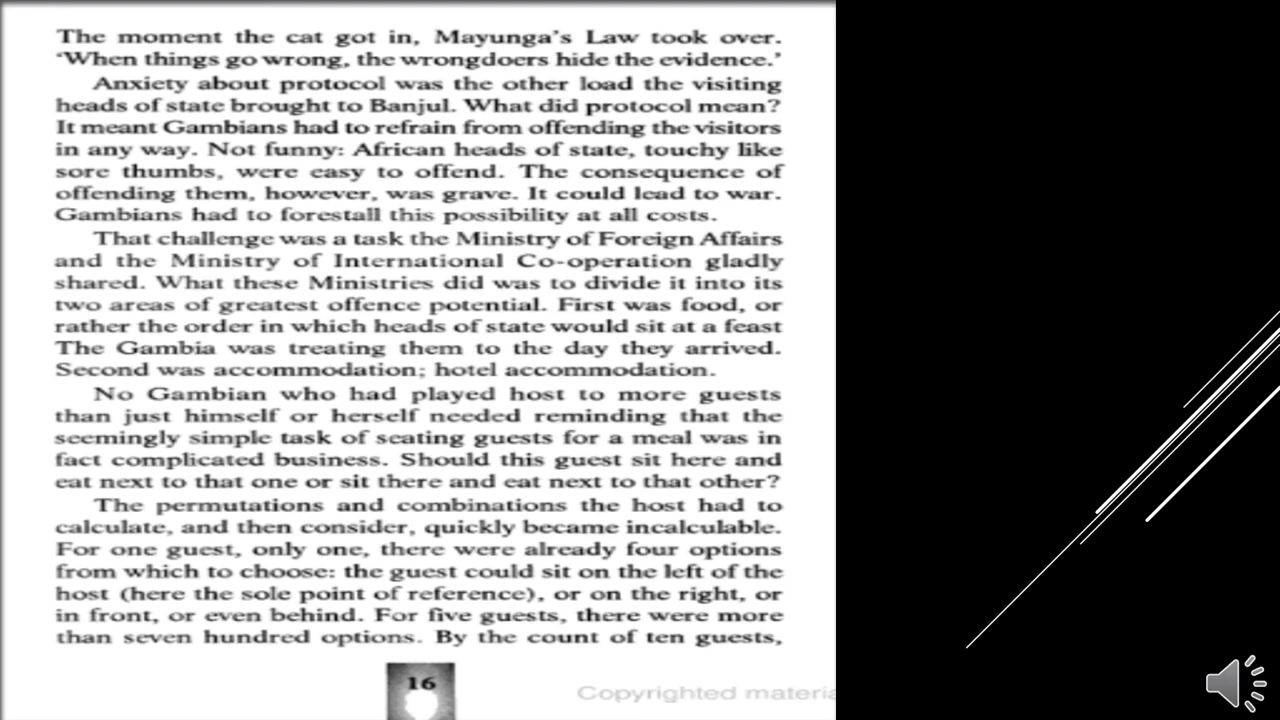 The moment the cat got in, Mayunga's Law took over.
'When things go wrong, the wrongdoers hide the evidence.'
Anxiety about protocol was the other load the visiting
heads of state brought to Banjul. What did protocol mean?
It meant Gambians had to refrain from offending the visitors
in any way. Not funny: African heads of state, touchy like
sore thumbs, were easy to offend. The consequence of
offending them, however, was grave. It could lead to war.
Gambians had to forestall this possibility at all costs.
That challenge was a task the Ministry of Foreign Affairs
and the Ministry of International Co-operation gladly
shared. What these Ministries did was to divide it into its
two areas of greatest offence potential. First was food, or
rather the order in which heads of state would sit at a feast
The Gambia was treating them to the day they arrived.
Second was accommodation; hotel accommodation.
No Gambian who had played host to more guests
than just himself or herself needed reminding that the
seemingly simple task of seating guests for a meal was in
fact complicated business. Should this guest sit here and
eat next to that one or sit there and eat next to that other?
The permutations and combinations the host had to
calculate, and then consider, quickly became incalculable.
For one guest, only one, there were already four options
from which to choose: the guest could sit on the left of the
host (here the sole point of reference), or on the right, or
in front, or even behind. For five guests, there were more
than seven hundred options. By the count of ten guests,
16
Copyrighted materia